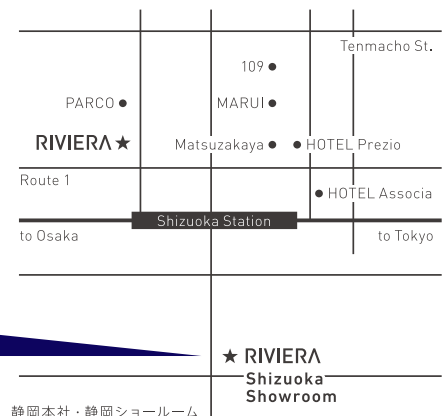 Tenmacho St.
109
PARCO
MARUI
RIVIERA
Matsuzakaya
HOTEL Prezio
Route 1
HOTEL Associa
Shizuoka Station
to Osaka
to Tokyo
RIVIERA
Shizuoka
Showroom
静岡本社・静岡ショールーム